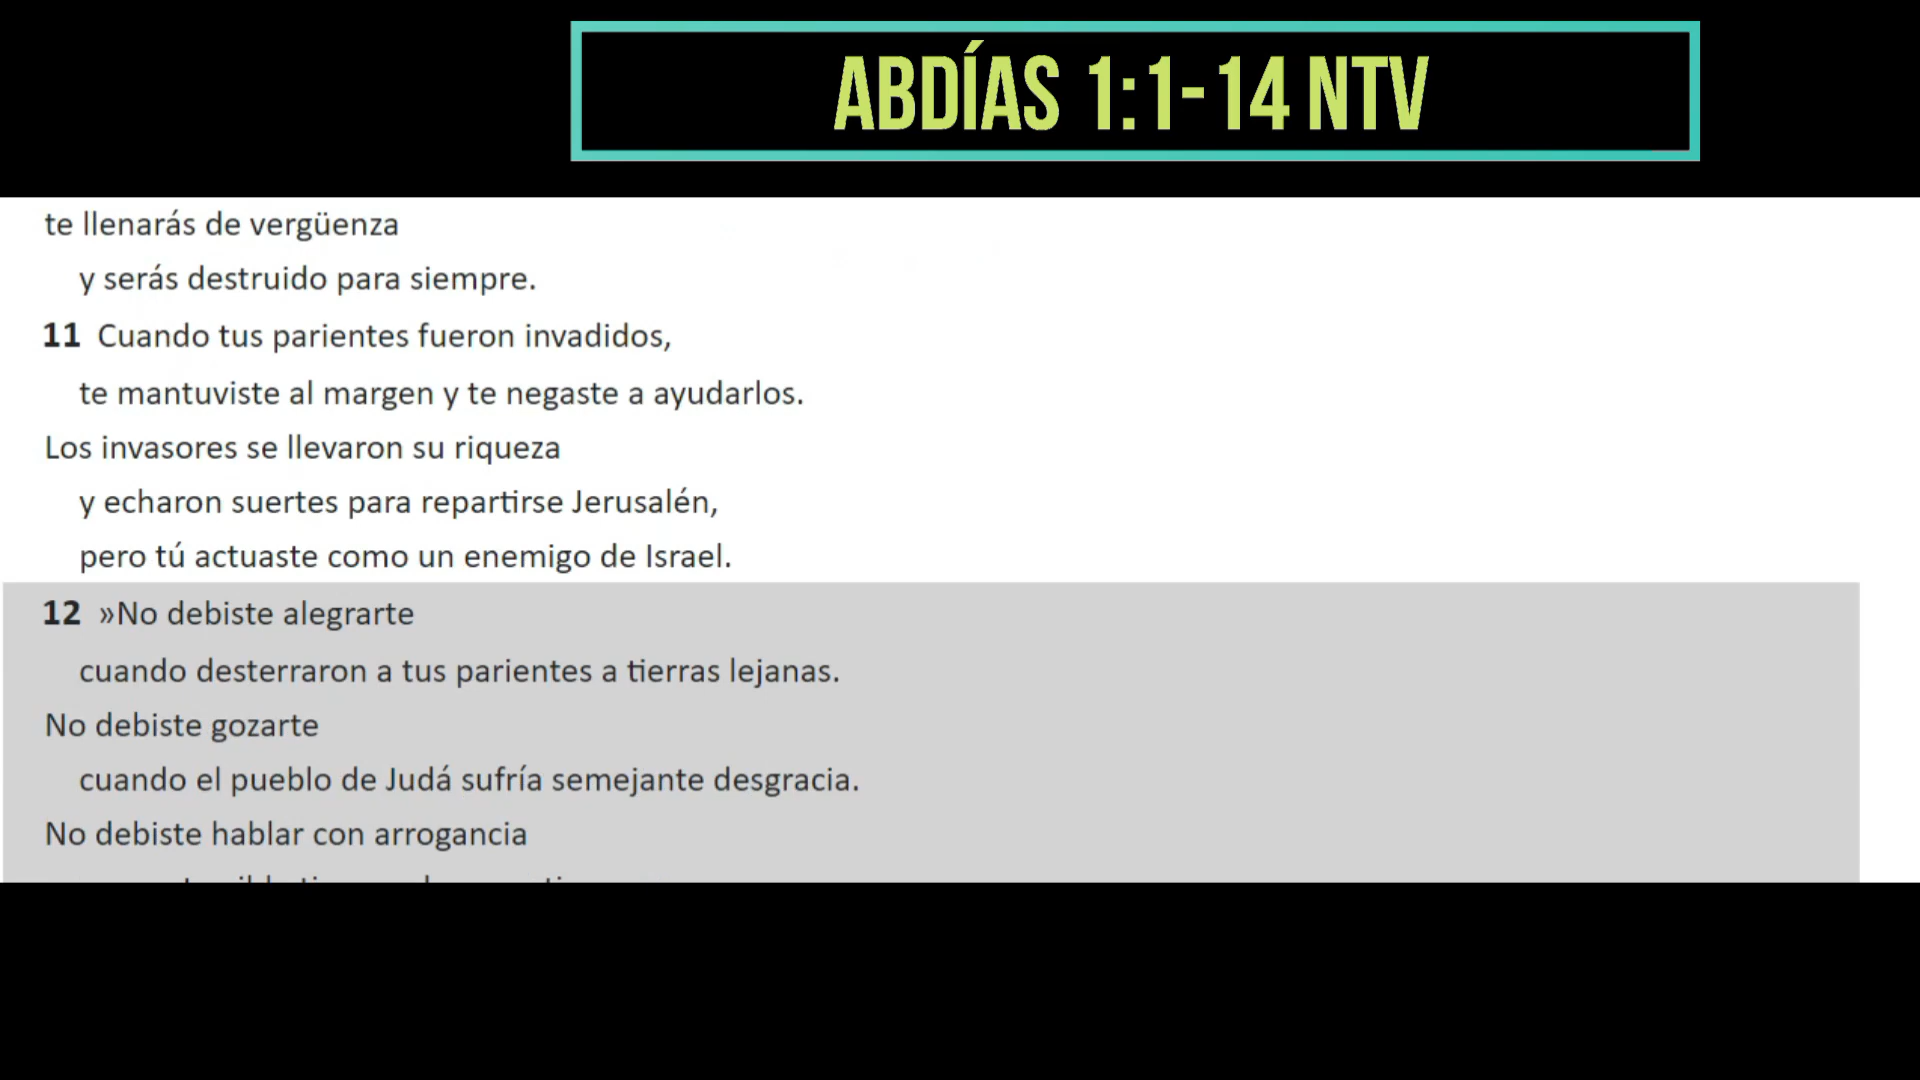 ABDÍAS 1:1-14 NTV
te llenarás de vergüenza
y serás destruido para siempre.
11 Cuando tus parientes fueron invadidos,
te mantuviste al margen y te negaste a ayudarlos.
Los invasores se llevaron su riqueza
y echaron suertes para repartirse Jerusalén,
pero tú actuaste como un enemigo de Israel.
12 »No debiste alegrarte
cuando desterraron a tus parientes a tierras lejanas.
No debiste gozarte
cuando el pueblo de Judá sufría semejante desgracia.
No debiste hablar con arrogancia